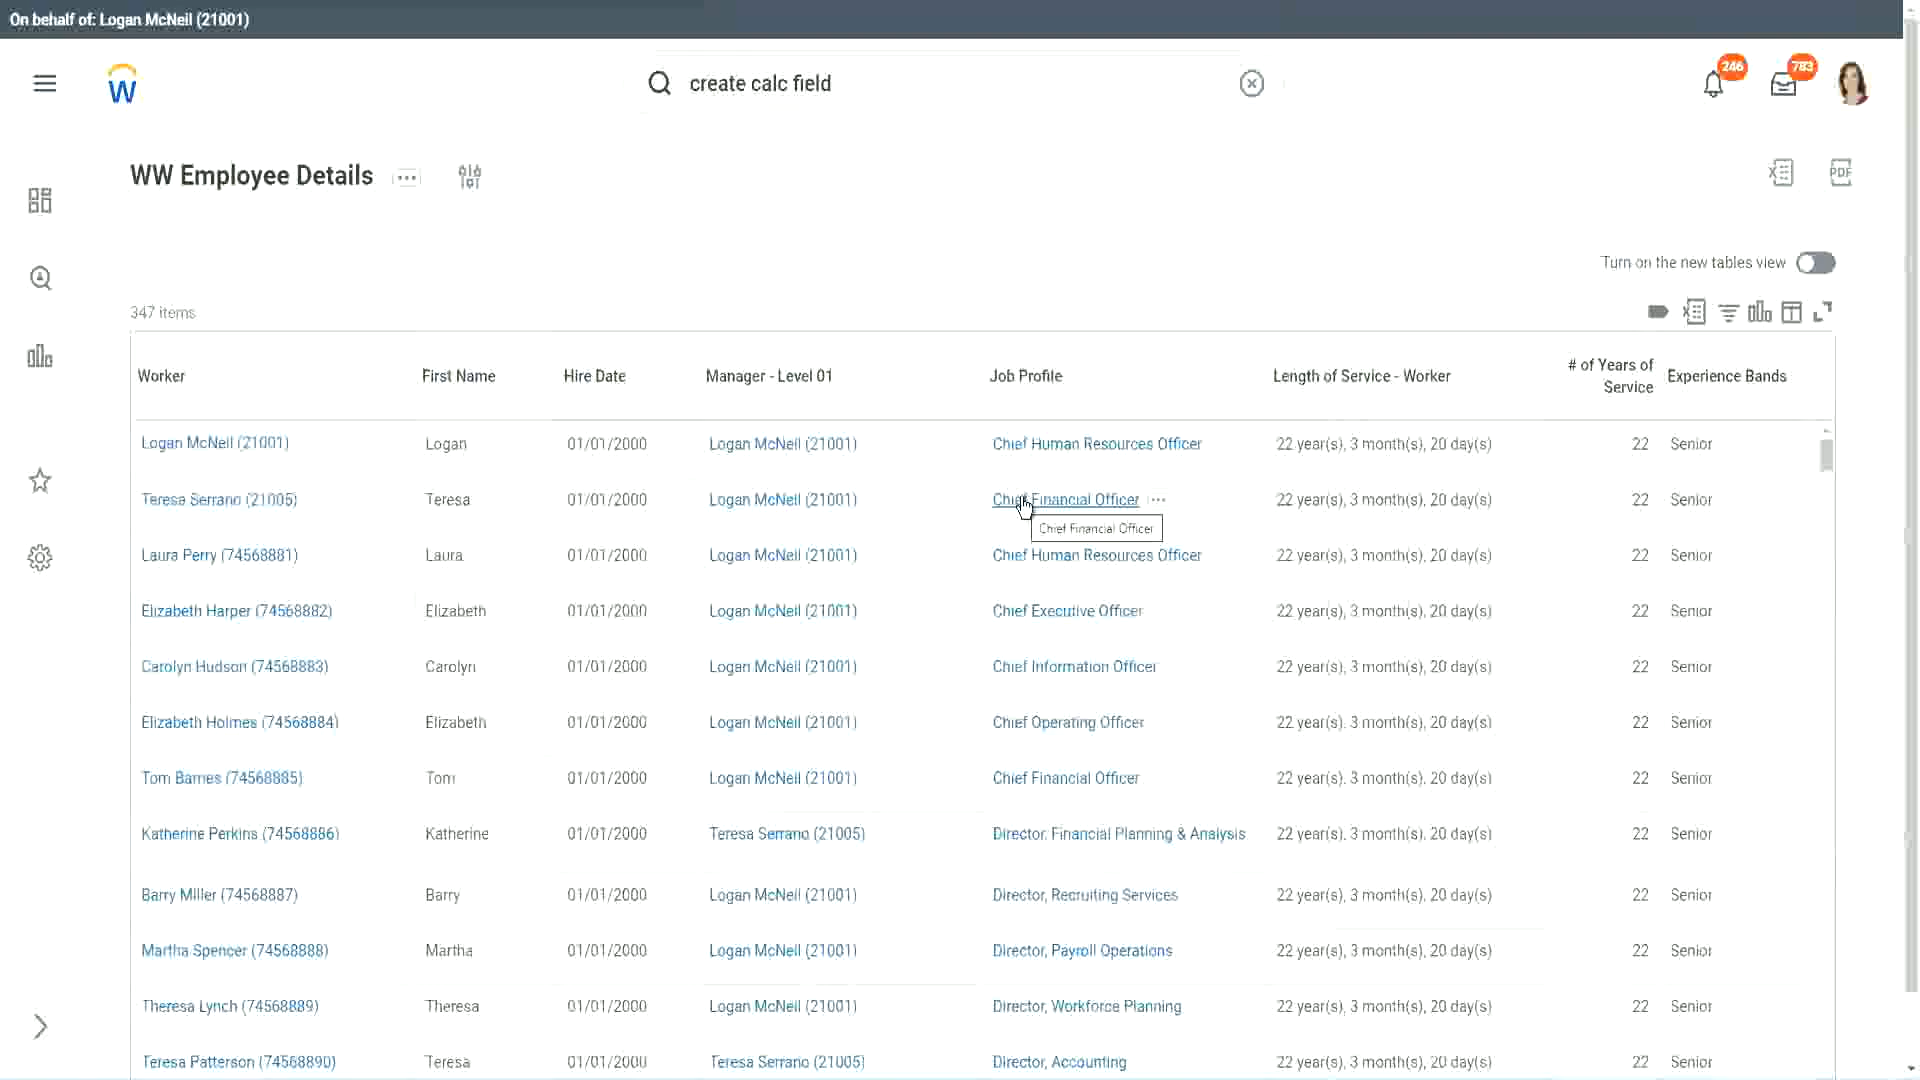 On behalf of: Logan McNeil (21001)
create calc field
246
783
WW Employee Details
PDF
Turn on the new tables view
347 items
Worker First Name Hire Date Manager - Level 01 Job Profile Length of Service - Worker # of Years of Service Experience Bands
Logan McNeil (21001) Logan 01/01/2000 Logan McNeil (21001) Chief Human Resources Officer 22 year(s), 3 month(s), 20 day(s) 22 Senior
Teresa Serrano (21005) Teresa 01/01/2000 Logan McNeil (21001) Chief Financial Officer 22 year(s), 3 month(s), 20 day(s) 22 Senior
Chief Financial Officer
Laura Perry (74568881) Laura 01/01/2000 Logan McNeil (21001) Chief Human Resources Officer 22 year(s), 3 month(s), 20 day(s) 22 Senior
Elizabeth Harper (74568882) Elizabeth 01/01/2000 Logan McNeil (21001) Chief Executive Officer 22 year(s), 3 month(s), 20 day(s) 22 Senior
Carolyn Hudson (74568883) Carolyn 01/01/2000 Logan McNeil (21001) Chief Information Officer 22 year(s), 3 month(s), 20 day(s) 22 Senior
Elizabeth Holmes (74568884) Elizabeth 01/01/2000 Logan McNeil (21001) Chief Operating Officer 22 year(s), 3 month(s), 20 day(s) 22 Senior
Tom Barnes (74568885) Tom 01/01/2000 Logan McNeil (21001) Chief Financial Officer 22 year(s), 3 month(s), 20 day(s) 22 Senior
Katherine Perkins (74568886) Katherine 01/01/2000 Teresa Serrano (21005) Director, Financial Planning & Analysis 22 year(s), 3 month(s), 20 day(s) 22 Senior
Barry Miller (74568887) Barry 01/01/2000 Logan McNeil (21001) Director, Recruiting Services 22 year(s), 3 month(s), 20 day(s) 22 Senior
Martha Spencer (74568888) Martha 01/01/2000 Logan McNeil (21001) Director, Payroll Operations 22 year(s), 3 month(s), 20 day(s) 22 Senior
Theresa Lynch (74568889) Theresa 01/01/2000 Logan McNeil (21001) Director, Workforce Planning 22 year(s), 3 month(s), 20 day(s) 22 Senior
Teresa Patterson (74568890) Teresa 01/01/2000 Teresa Serrano (21005) Director, Accounting 22 year(s), 3 month(s), 20 day(s) 22 Senior